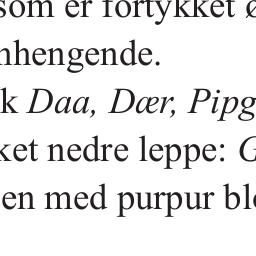 som er fortykket ø
nhengende.
k Daa, Dær, Pipg
ket nedre leppe: G
en med purpur bl